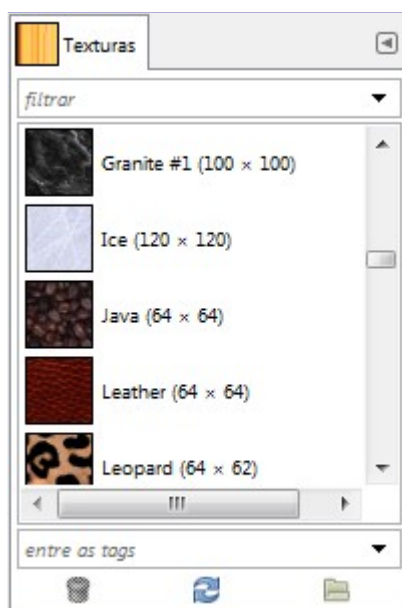 Texturas
filtrar
Granite #1 (100 × 100)
Ice (120 × 120)
Java (64 × 64)
Leather (64 × 64)
Leopard (64 × 62)
entre as tags